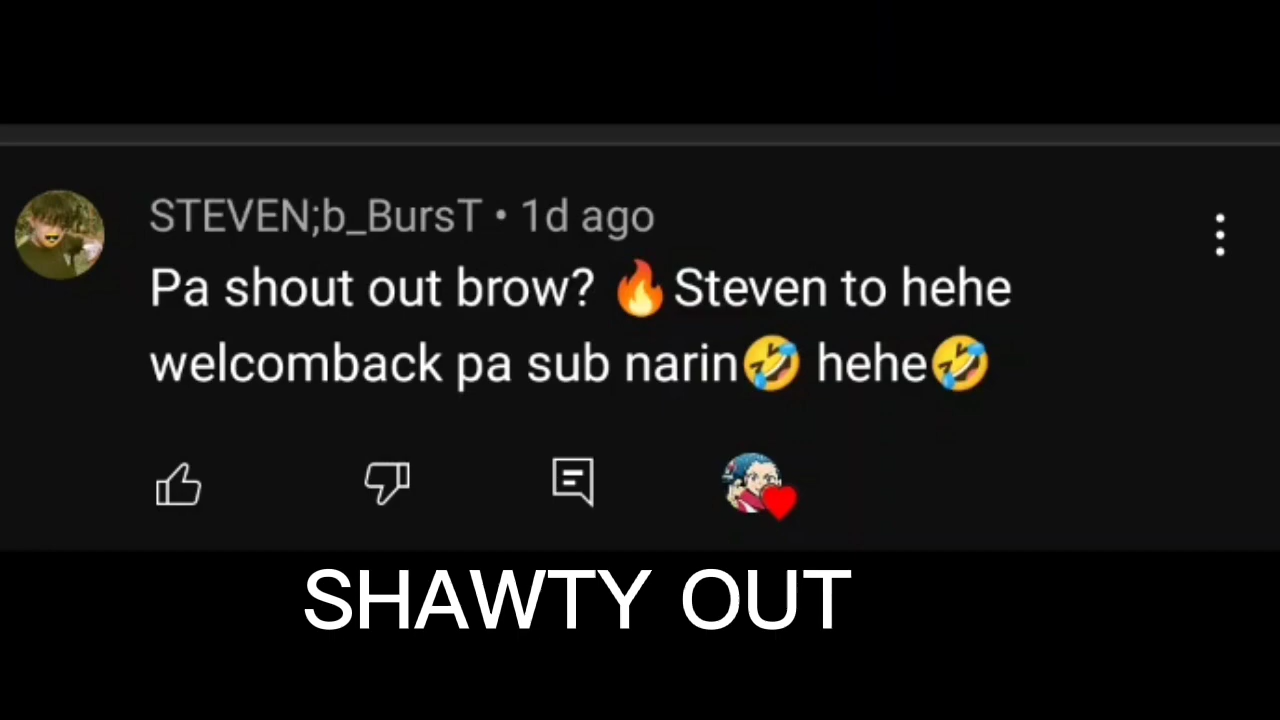 STEVEN;b_BursT • 1d ago
Pa shout out brow? 🔥Steven to hehe
welcomback pa sub narin🤣 hehe🤣
SHAWTY OUT